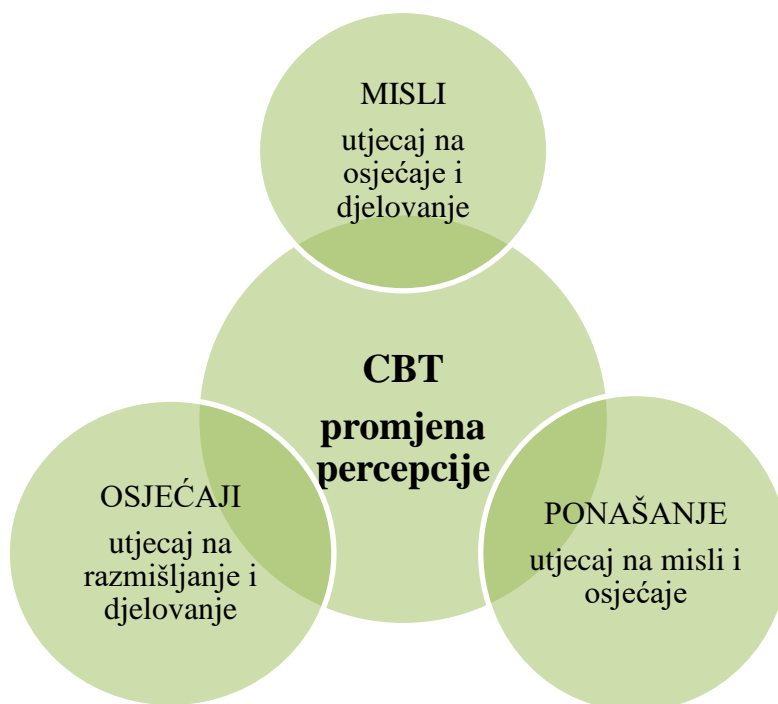 MISLI
utjecaj na
osjećaje i
djelovanje
CBT
promjena
percepcije
OSJEĆAJI
utjecaj na
razmišljanje i
djelovanje
PONAŠANJE
utjecaj na misli i
osjećaje